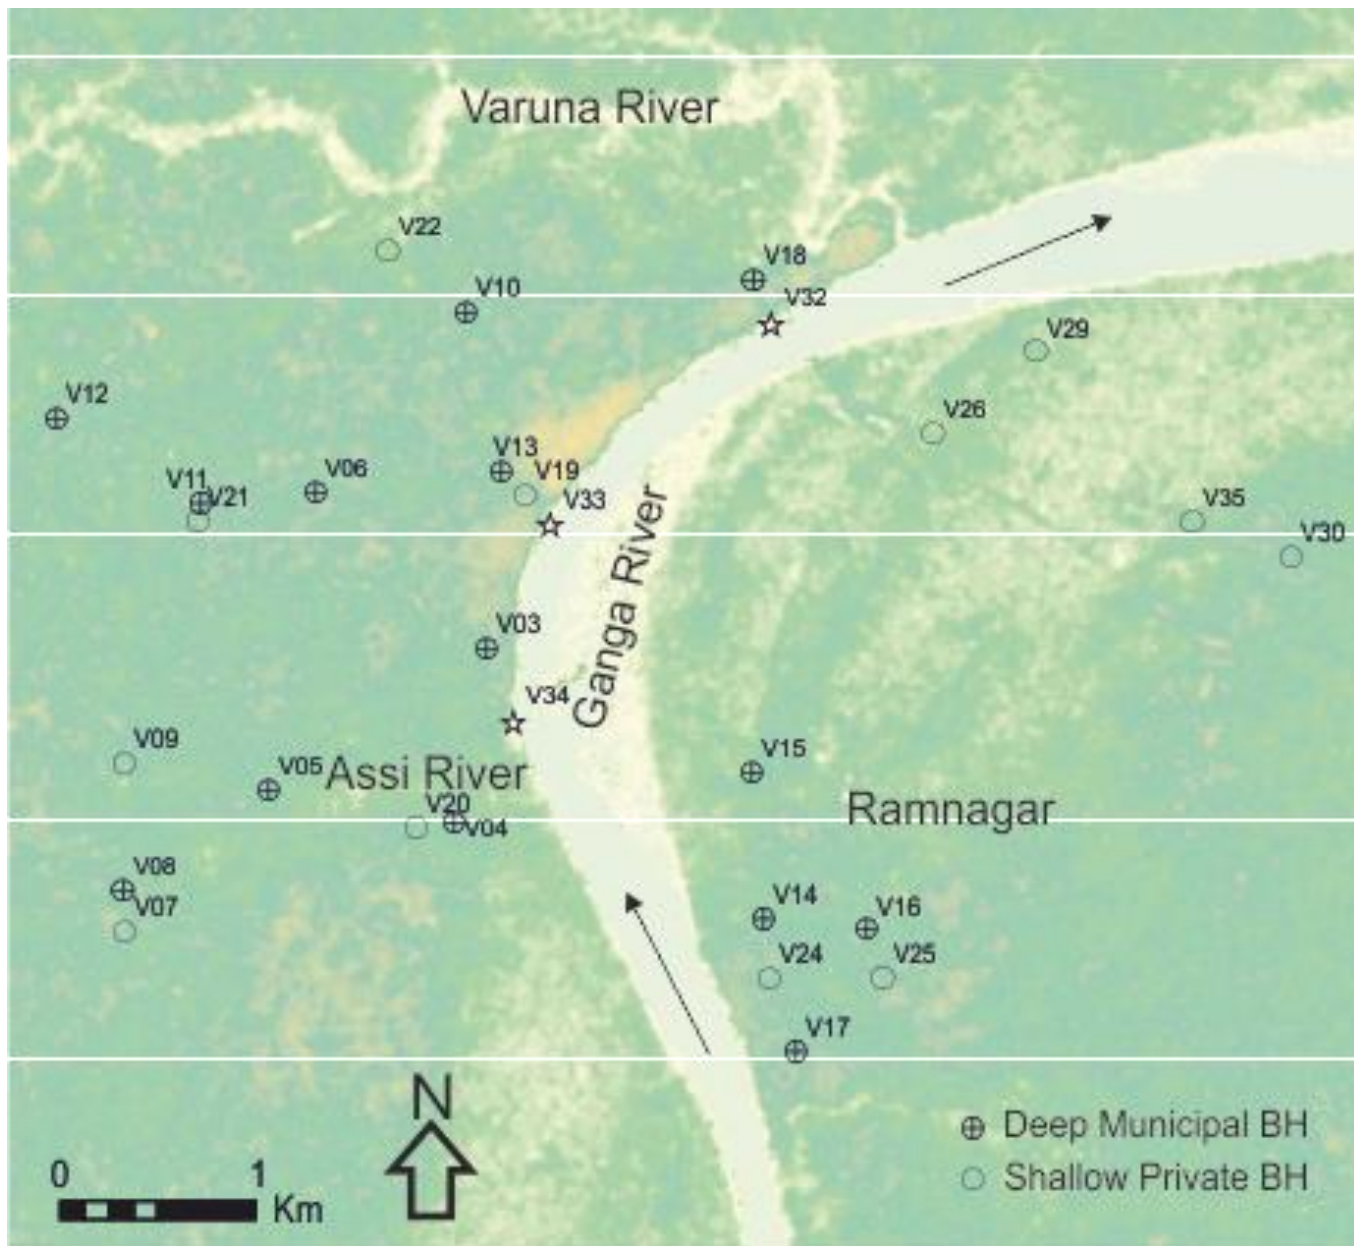 Varuna River
V22
V18
V10
V32
V29
V12
V26
V13
V06
V19
V11
V21
V33
V35
V30
Ganga River
V03
V34
V09
V15
V05
Assi River
V20
Ramnagar
V04
V08
V07
V14
V16
V24
V25
V17
N
Deep Municipal BH
0 1
Shallow Private BH
Km